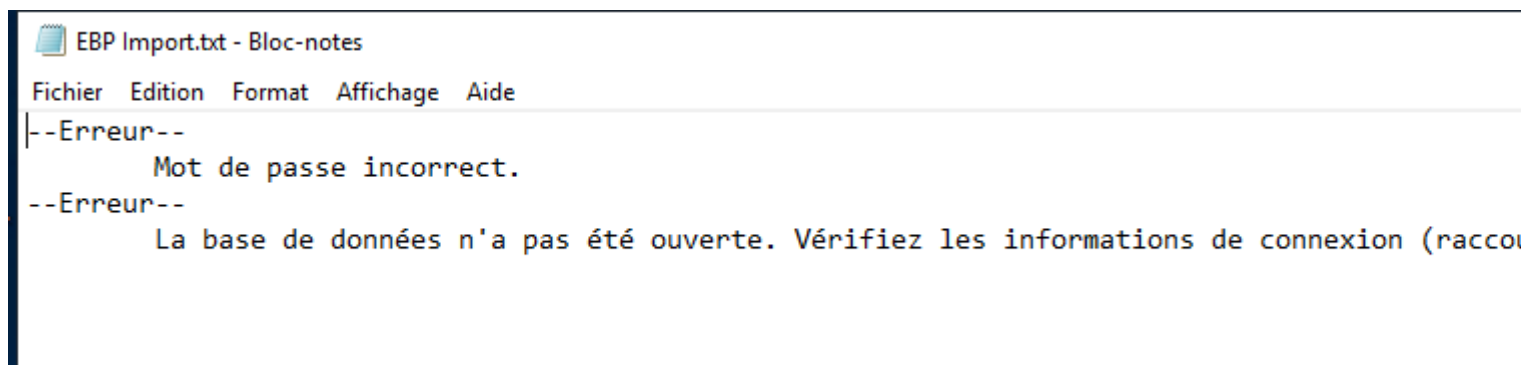 EBP Import.txt - Bloc-notes
Fichier Edition Format Affichage Aide
--Erreur--
Mot de passe incorrect.
--Erreur--
La base de données n'a pas été ouverte. Vérifiez les informations de connexion